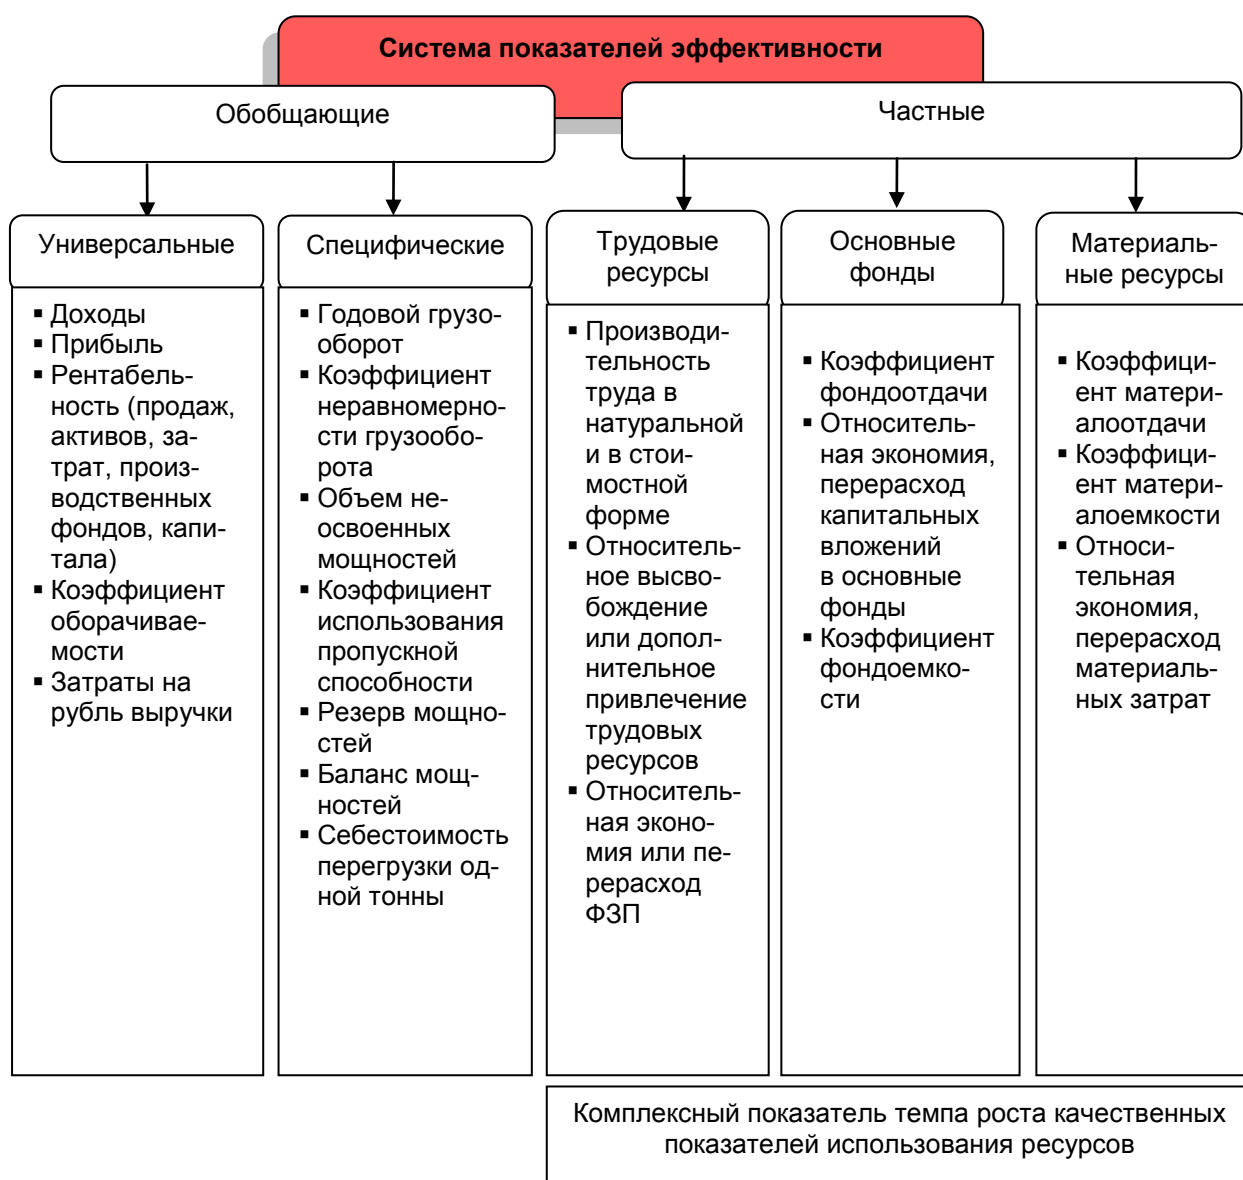 Система показателей эффективности
Обобщающие
Частные
Универсальные
▪ Доходы
▪ Прибыль
▪ Рентабель-
ность (продаж,
активов, за-
трат, произ-
водственных
фондов, капи-
тала)
▪ Коэффициент
оборачивае-
мости
▪ Затраты на
рубль выручки
Специфические
▪ Годовой грузо-
оборот
▪ Коэффициент
неравномерно-
сти грузообо-
рота
▪ Объем не-
освоенных
мощностей
▪ Коэффициент
использования
пропускной
способности
▪ Резерв мощно-
стей
▪ Баланс мощ-
ностей
▪ Себестоимость
перегрузки од-
ной тонны
Трудовые
ресурсы
▪ Производи-
тельность
труда в
натуральной
и в стои-
мостной
форме
▪ Относитель-
ное высво-
бождение
или допол-
нительное
привлечение
трудовых
ресурсов
▪ Относитель-
ная эконо-
мия или пе-
рерасход
ФЗП
Основные
фонды
▪ Коэффициент
фондоотдачи
▪ Относитель-
ная экономия,
перерасход
капитальных
вложений
в основные
фонды
▪ Коэффициент
фондоемко-
сти
Материаль-
ные ресурсы
▪ Коэффици-
ент матери-
алоотдачи
▪ Коэффици-
ент матери-
алоемкости
▪ Относи-
тельная
экономия,
перерасход
материаль-
ных затрат
Комплексный показатель темпа роста качественных
показателей использования ресурсов